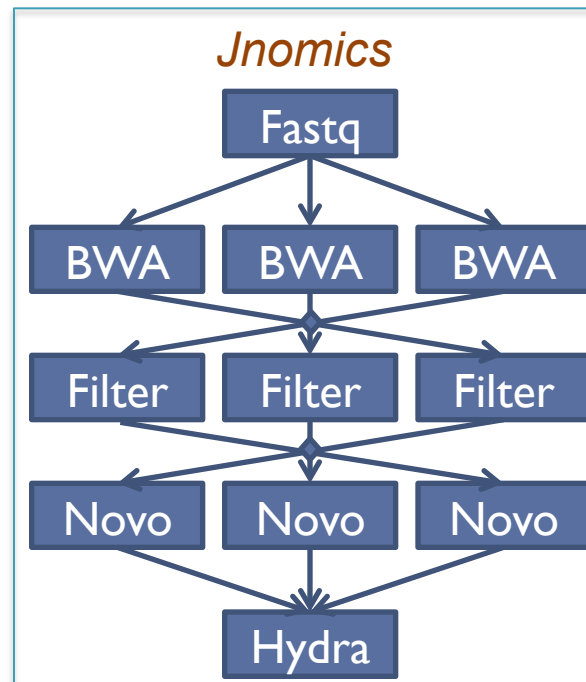 Jnomics
Fastq
BWA BWA BWA
Filter Filter Filter
Novo Novo Novo
Hydra